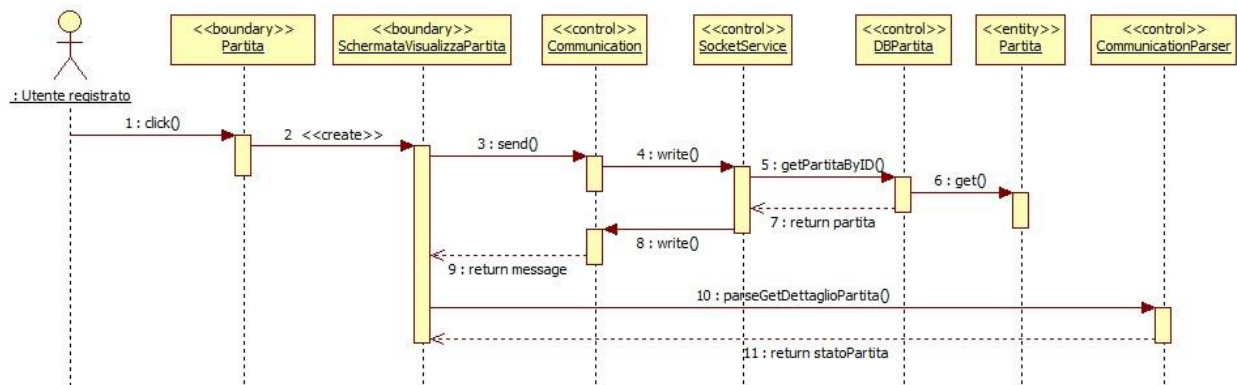 <<boundary>>
Partita
<<boundary>>
SchermataVisualizzaPartita
<<control>>
Communication
<<control>>
SocketService
<<control>>
DBPartita
<<entity>>
Partita
<<control>>
CommunicationParser
: Utente registrato
1 : click()
2 <<create>>
3 : send()
4 : write()
5 : getPartitaByID()
6 : get()
7 : return partita
8 : write()
9 : return message
10 : parseGetDettaglioPartita()
11 : return statoPartita